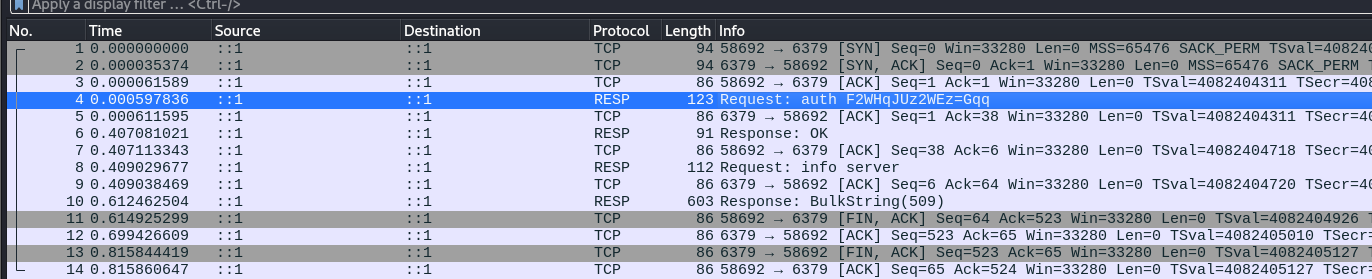 Apply a display filter … <Ctrl-/>
No. Time Source Destination Protocol Length Info
1 0.000000000 ::1 ::1 TCP 94 58692 → 6379 [SYN] Seq=0 Win=33280 Len=0 MSS=65476 SACK_PERM TSval=40824
2 0.000035374 ::1 ::1 TCP 94 6379 → 58692 [SYN, ACK] Seq=0 Ack=1 Win=33280 Len=0 MSS=65476 SACK_PERM T
3 0.000061589 ::1 ::1 TCP 86 58692 → 6379 [ACK] Seq=1 Ack=1 Win=33280 Len=0 TSval=4082404311 TSecr=408
4 0.000597836 ::1 ::1 RESP 123 Request: auth F2WHqJUz2WEz=Gqq
5 0.000611595 ::1 ::1 TCP 86 6379 → 58692 [ACK] Seq=1 Ack=38 Win=33280 Len=0 TSval=4082404311 TSecr=40
6 0.407081021 ::1 ::1 RESP 91 Response: OK
7 0.407113343 ::1 ::1 TCP 86 58692 → 6379 [ACK] Seq=38 Ack=6 Win=33280 Len=0 TSval=4082404718 TSecr=40
8 0.409029677 ::1 ::1 RESP 112 Request: info server
9 0.409038469 ::1 ::1 TCP 86 6379 → 58692 [ACK] Seq=6 Ack=64 Win=33280 Len=0 TSval=4082404720 TSecr=40
10 0.612462504 ::1 ::1 RESP 603 Response: BulkString(509)
11 0.614925299 ::1 ::1 TCP 86 58692 → 6379 [FIN, ACK] Seq=64 Ack=523 Win=33280 Len=0 TSval=4082404926 T
12 0.699426609 ::1 ::1 TCP 86 6379 → 58692 [ACK] Seq=523 Ack=65 Win=33280 Len=0 TSval=4082405010 TSecr=
13 0.815844419 ::1 ::1 TCP 86 6379 → 58692 [FIN, ACK] Seq=523 Ack=65 Win=33280 Len=0 TSval=4082405127 T
14 0.815860647 ::1 ::1 TCP 86 58692 → 6379 [ACK] Seq=65 Ack=524 Win=33280 Len=0 TSval=4082405127 TSecr=